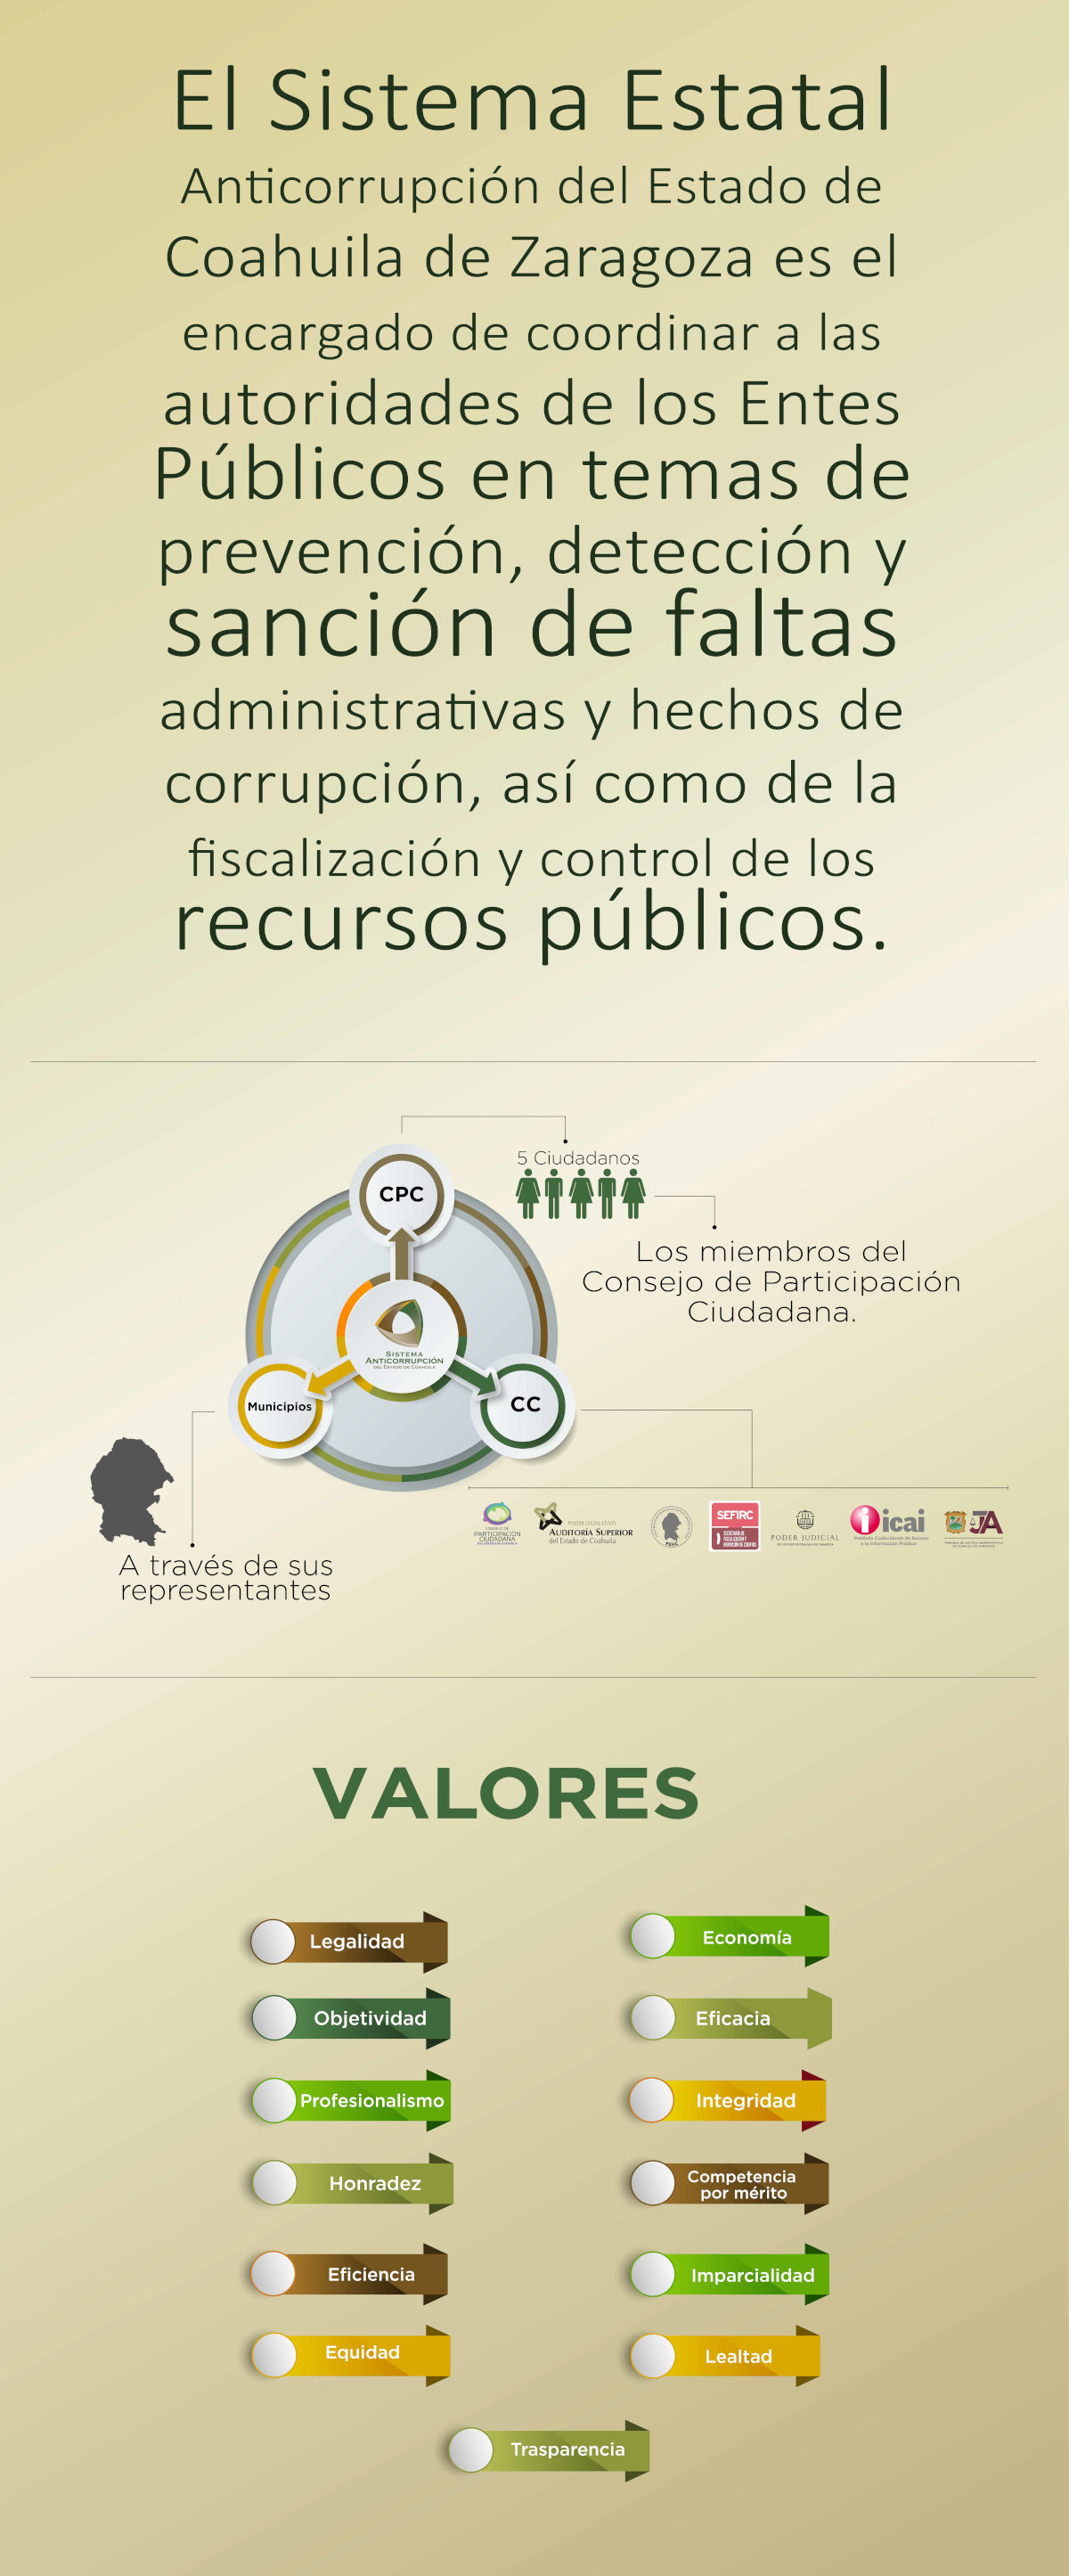 El Sistema Estatal
Anticorrupción del Estado de
Coahuila de Zaragoza es el
encargado de coordinar a las
autoridades de los Entes
Públicos en temas de
prevención, detección y
sanción de faltas
administrativas y hechos de
corrupción, así como de la
fiscalización y control de los
recursos públicos.
5 Ciudadanos
CPC
Los miembros del
Consejo de Participación
Ciudadana.
SISTEMA
ANTICORRUPCIÓN
DEL ESTADO DE COAHUILA
Municipios
CC
A través de sus
representantes
CONSEJO DE
PARTICIPACIÓN
CIUDADANA
PODER LEGISLATIVO
AUDITORÍA SUPERIOR
del Estado de Coahuila
SEFIRC
SECRETARÍA DE
FISCALIZACIÓN Y
RENDICIÓN DE CUENTAS
PODER JUDICIAL
icai
Instituto Coahuilense de Acceso
a la Información Pública
TJA
VALORES
Legalidad
Economía
Objetividad
Eficacia
Profesionalismo
Integridad
Honradez
Competencia
por mérito
Eficiencia
Imparcialidad
Equidad
Lealtad
Trasparencia